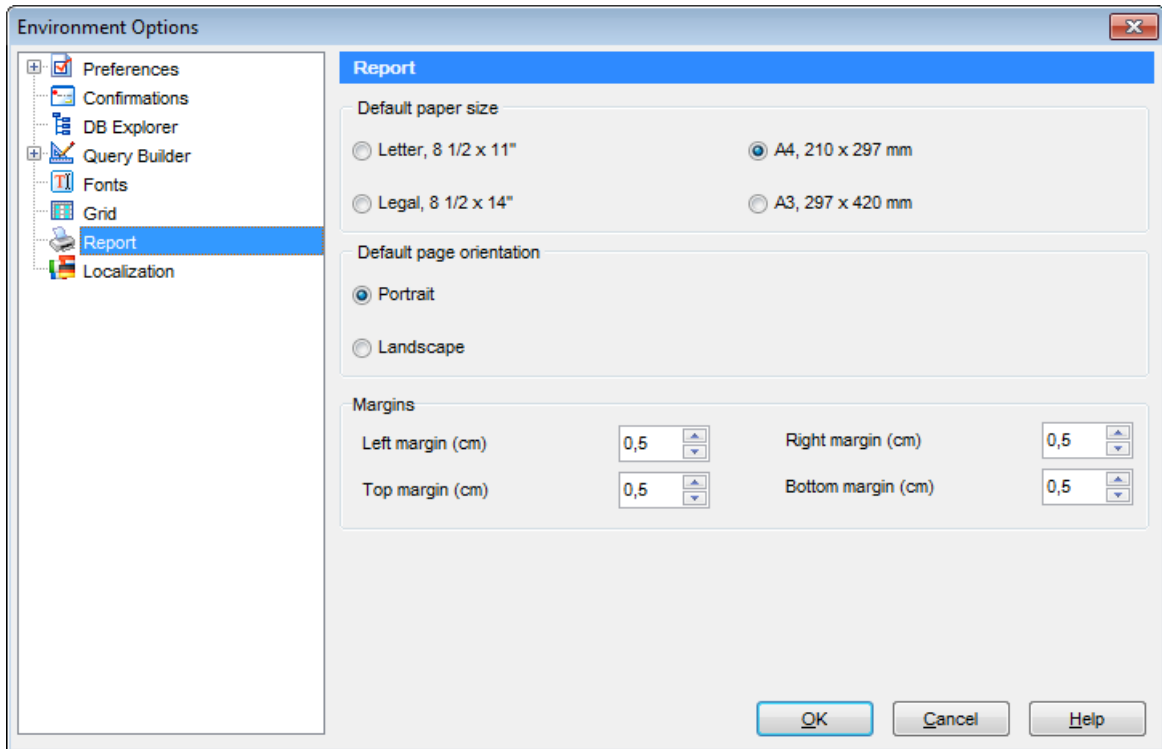 Environment Options
Preferences
Confirmations
DB Explorer
Query Builder
Fonts
Grid
Report
Localization
Report
Default paper size
Letter, 8 1/2 x 11"
A4, 210 x 297 mm
Legal, 8 1/2 x 14"
A3, 297 x 420 mm
Default page orientation
Portrait
Landscape
Margins
Left margin (cm) 0,5
Right margin (cm) 0,5
Top margin (cm) 0,5
Bottom margin (cm) 0,5
OK Cancel Help